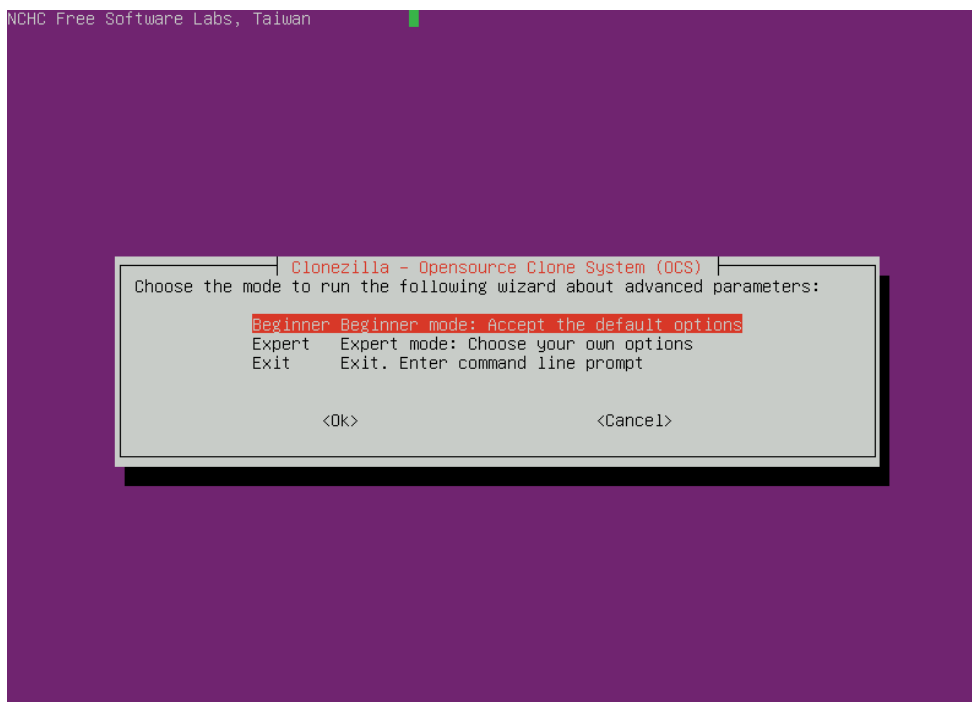 NCHC Free Software Labs, Taiwan
Clonezilla - Opensource Clone System (OCS)
Choose the mode to run the following wizard about advanced parameters:
Beginner Beginner mode: Accept the default options
Expert Expert mode: Choose your own options
Exit Exit. Enter command line prompt
<Ok> <Cancel>